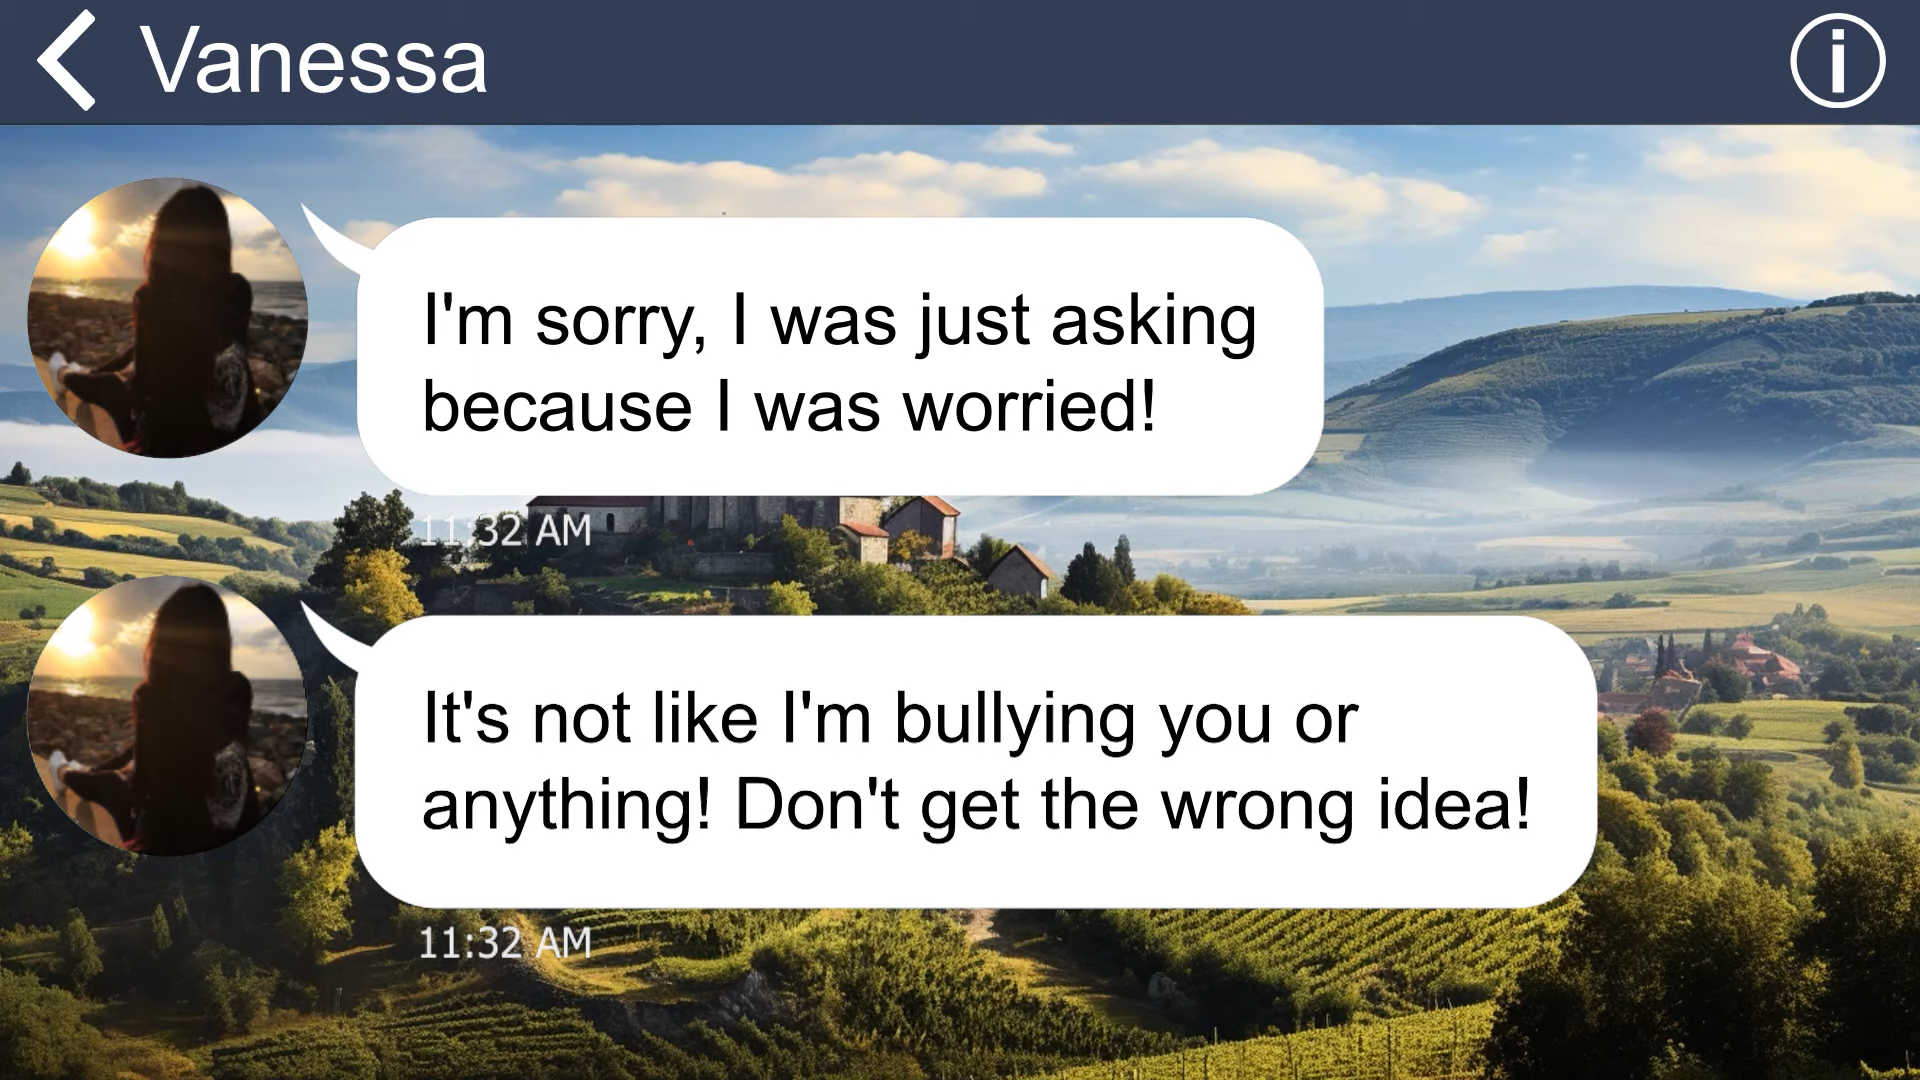 Vanessa
I'm sorry, I was just asking
because I was worried!
11:32 AM
It's not like I'm bullying you or
anything! Don't get the wrong idea!
11:32 AM